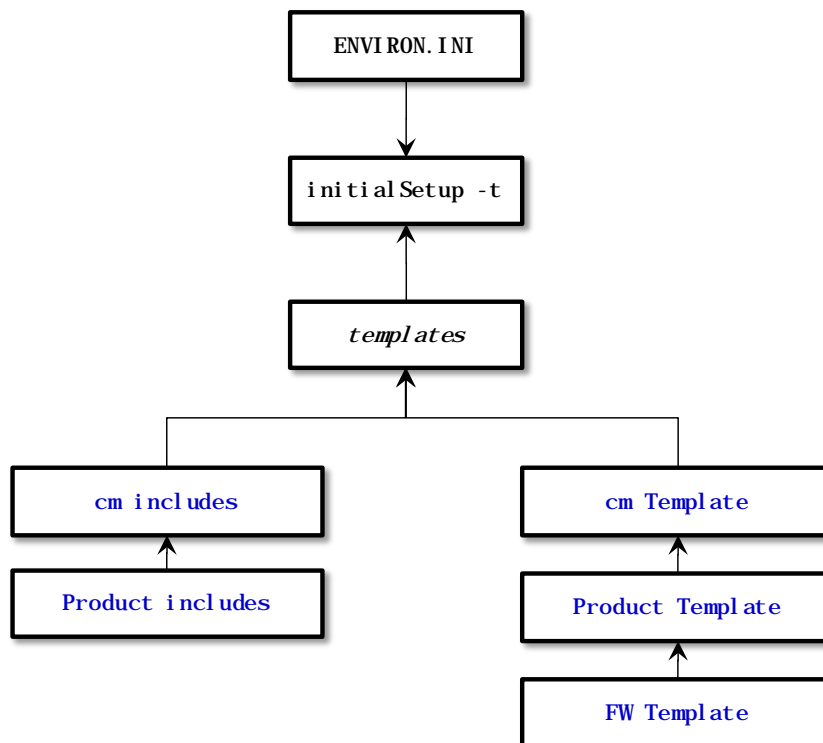 ENVIRON.INI
initialSetup -t
templates
cm includes
cm Template
Product includes
Product Template
FW Template